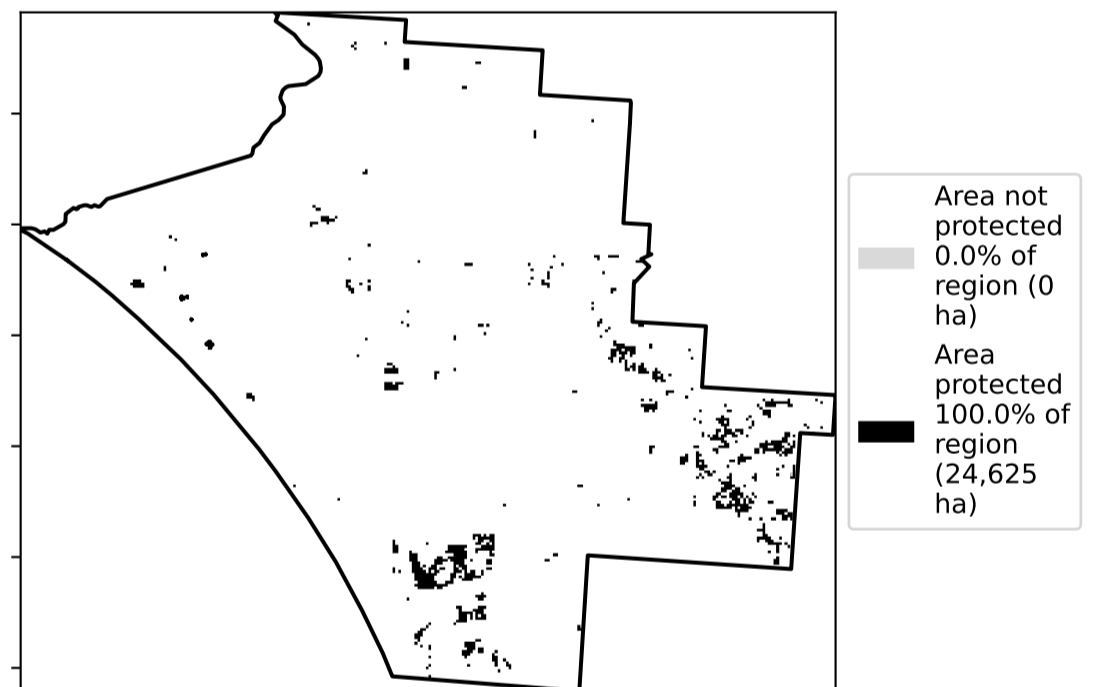 Area not
protected
0.0% of
region (0
ha)
Area
protected
100.0% of
region
(24,625
ha)